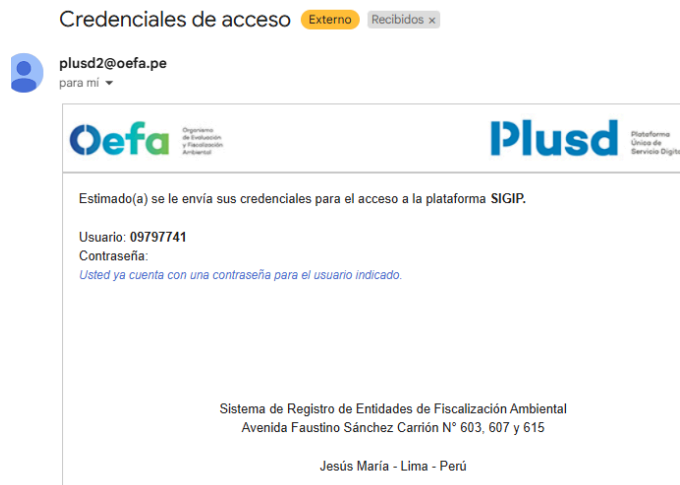 Credenciales de acceso Externo Recibidos ×
plusd2@oefa.pe
para mí
Oefa
Organismo
de Evaluación
y Fiscalización
Ambiental
Plusd
Plataforma
Única de
Servicio Digita
Estimado(a) se le envía sus credenciales para el acceso a la plataforma SIGIP.
Usuario: 09797741
Contraseña:
Usted ya cuenta con una contraseña para el usuario indicado.
Sistema de Registro de Entidades de Fiscalización Ambiental
Avenida Faustino Sánchez Carrión N° 603, 607 y 615
Jesús María - Lima - Perú